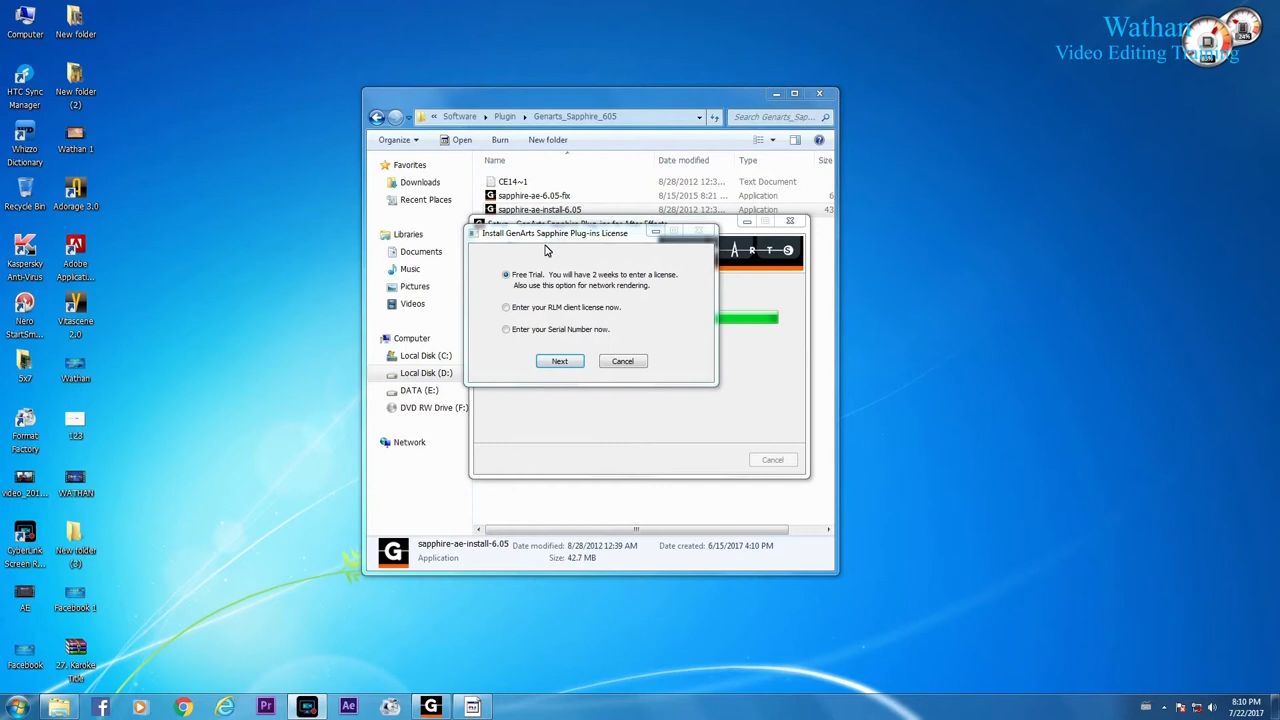 Wathan
Video Editing Training
24%
Computer
New folder
HTC Sync
Manager
New folder
(2)
Whizzo
Dictionary
Wathan 1
Recycle Bin
Adorage 3.0
Kaspersky
Anti-Virus
Adobe
Applicati...
Nero
StartSm...
Vitascene
2.0
5x7
Wathan
Format
Factory
123
video_201...
WATHAN
CyberLink
Screen R...
New folder
(3)
AE
Facebook 1
Facebook
27. Karoke
Software
Plugin
Genarts_Sapphire_605
Search Genarts_Sap...
Organize
Open
Burn
New folder
Name
Date modified
Type
Size
Favorites
Downloads
Recent Places
Libraries
Documents
Music
Pictures
Videos
Computer
Local Disk (C:)
Local Disk (D:)
DATA (E:)
DVD RW Drive (F:)
Network
CE14~1
8/28/2012 12:3...
Text Document
sapphire-ae-6.05-fix
8/15/2015 8:21 ...
Application
6
sapphire-ae-install-6.05
8/28/2012 12:3...
Application
43
Install GenArts Sapphire Plug-ins License
A R T S
Free Trial. You will have 2 weeks to enter a license.
Also use this option for network rendering.
Enter your RLM client license now.
Enter your Serial Number now.
Next
Cancel
Cancel
sapphire-ae-install-6.05
Date modified: 8/28/2012 12:39 AM
Date created: 6/15/2017 4:10 PM
Application
Size: 42.7 MB
G
Pr
Ae
G
8:10 PM
7/22/2017